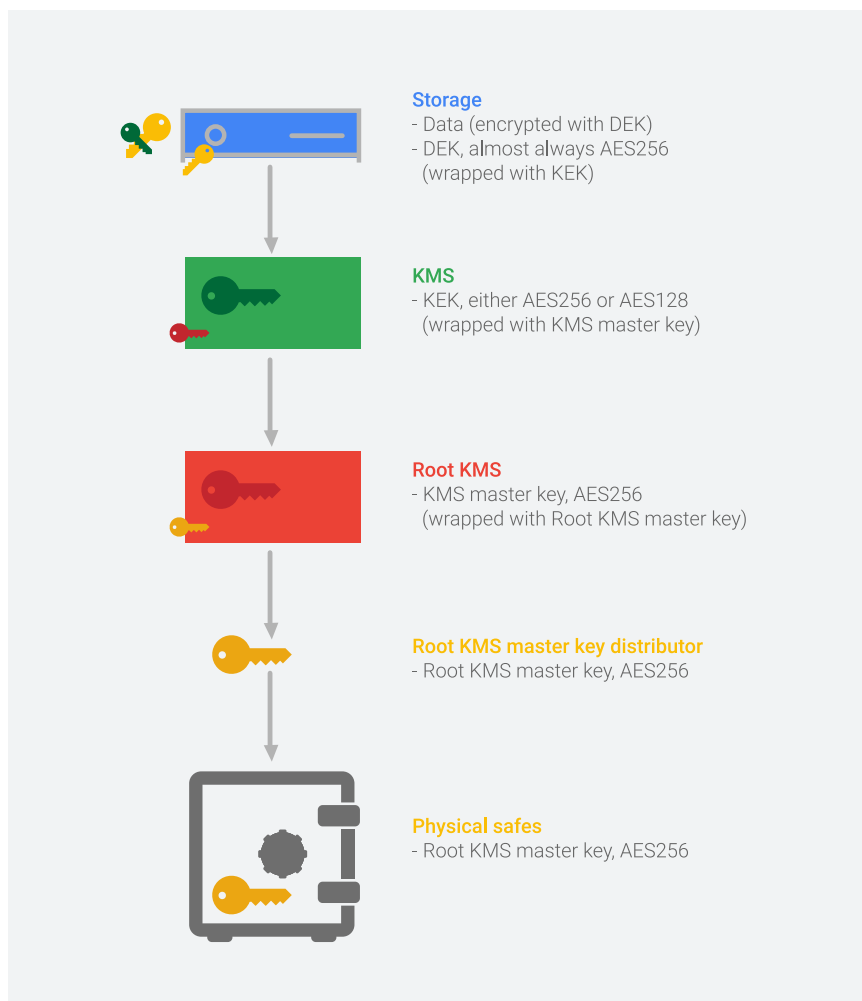 Storage
- Data (encrypted with DEK)
- DEK, almost always AES256
(wrapped with KEK)
KMS
- KEK, either AES256 or AES128
(wrapped with KMS master key)
Root KMS
- KMS master key, AES256
(wrapped with Root KMS master key)
Root KMS master key distributor
- Root KMS master key, AES256
Physical safes
- Root KMS master key, AES256